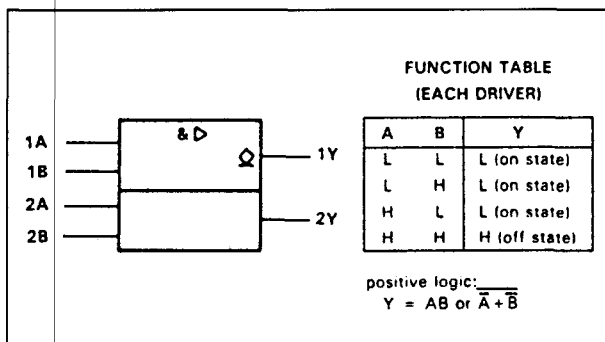 FUNCTION TABLE
(EACH DRIVER)
& ▷
1A
1B
2A
2B
1Y
2Y
A B Y
L L L (on state)
L H L (on state)
H L L (on state)
H H H (off state)
positive logic:
Y = AB or A̅ + B̅